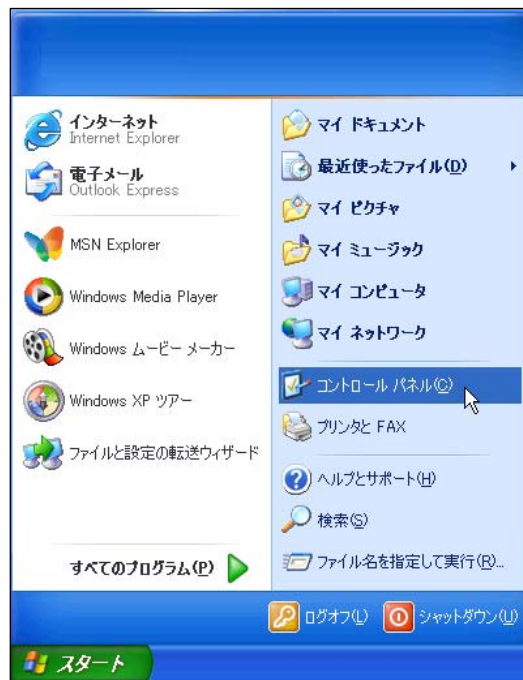 インターネット
Internet Explorer
電子メール
Outlook Express
MSN Explorer
Windows Media Player
Windows ムービー メーカー
Windows XP ツアー
ファイルと設定の転送ウィザード
すべてのプログラム(P)
マイ ドキュメント
最近使ったファイル(D)
マイ ピクチャ
マイ ミュージック
マイ コンピュータ
マイ ネットワーク
コントロール パネル(C)
プリンタと FAX
ヘルプとサポート(H)
検索(S)
ファイル名を指定して実行(R)...
ログオフ(L)
シャットダウン(U)
スタート